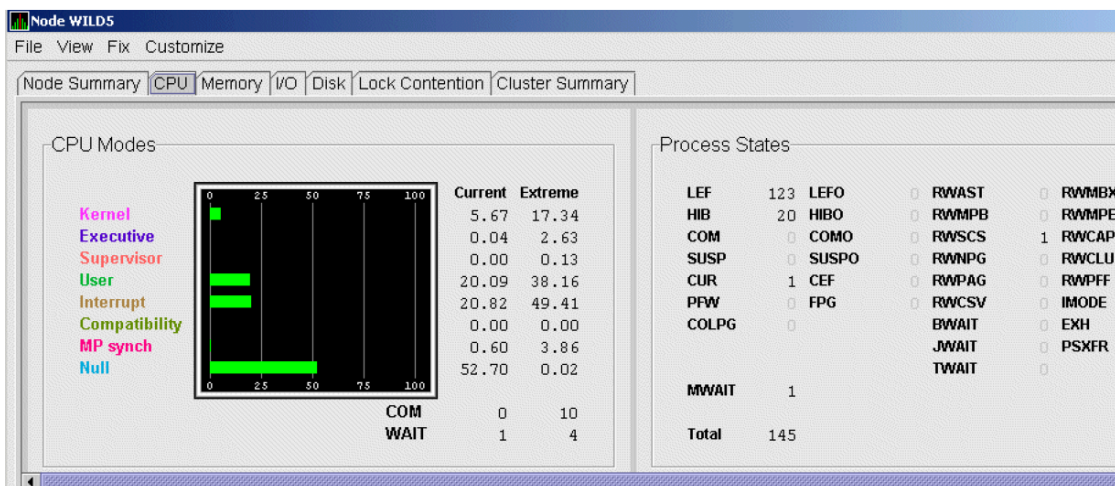 Node WILD5
File View Fix Customize
Node Summary CPU Memory I/O Disk Lock Contention Cluster Summary
CPU Modes
0 25 50 75 100
Current Extreme
Kernel 5.67 17.34
Executive 0.04 2.63
Supervisor 0.00 0.13
User 20.09 38.16
Interrupt 20.82 49.41
Compatibility 0.00 0.00
MP synch 0.60 3.86
Null 52.70 0.02
0 25 50 75 100
COM 0 10
WAIT 1 4
Process States
LEF 123 LEFO 0 RWAST 0 RWMBX
HIB 20 HIBO 0 RWMPB 0 RWMPE
COM 0 COMO 0 RWSCS 1 RWCAP
SUSP 0 SUSPO 0 RWNPG 0 RWCLU
CUR 1 CEF 0 RWPAG 0 RWPFF
PFW 0 FPG 0 RWCSV 0 IMODE
COLPG 0 BWAIT 0 EXH
JWAIT 0 PSXFR
TWAIT 0
MWAIT 1
Total 145